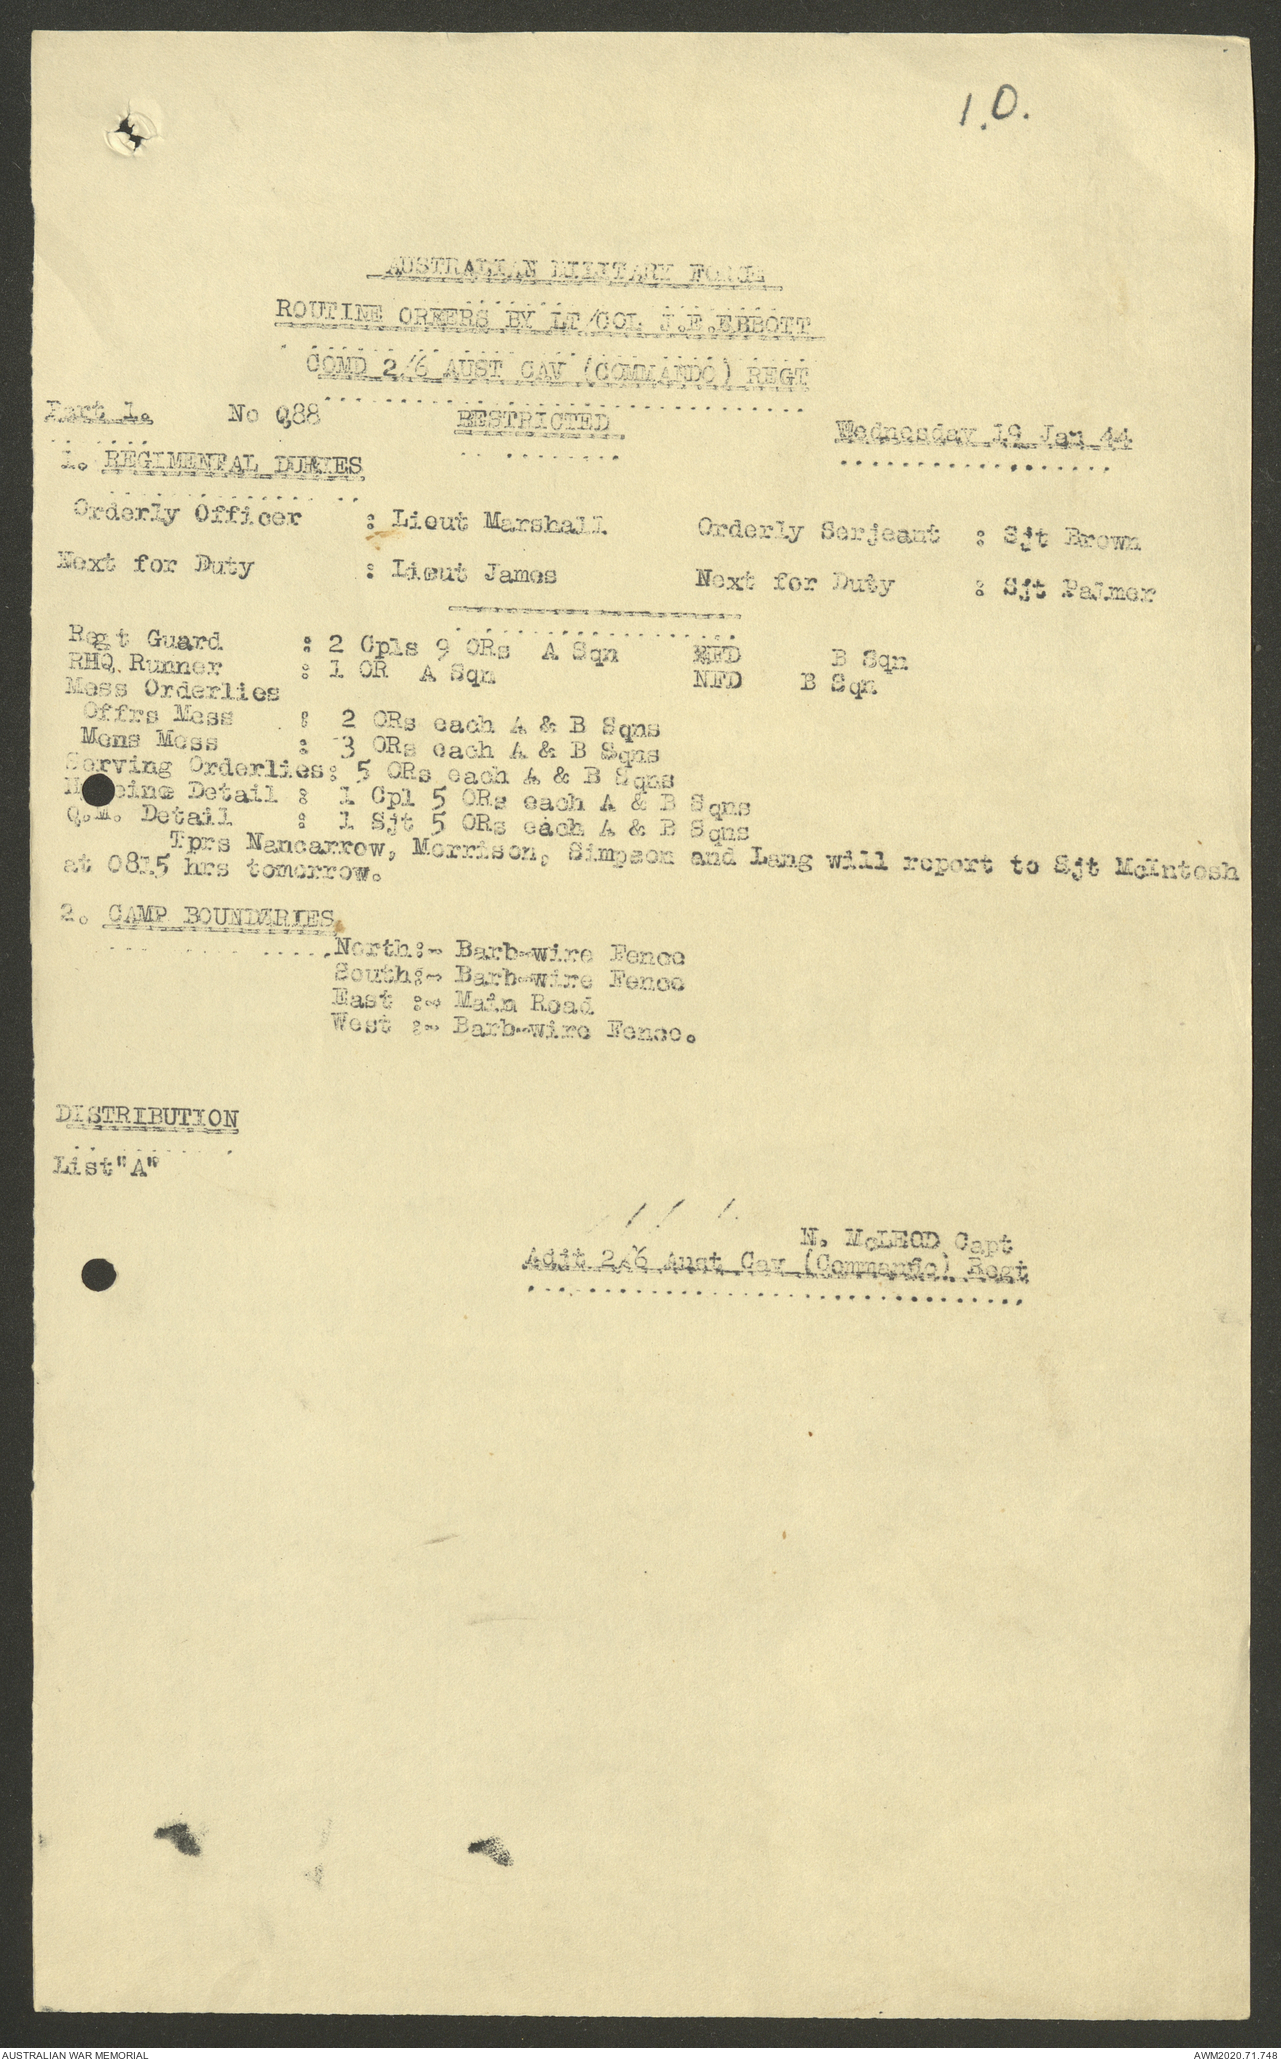 1.0.
AUSTRALIAN MILITARY FORCE
ROUTINE ORKERS BY LT/COL J.E.EBBOTT
COMD 2/6 AUST CAV (COMMANDO) REGT
Part 1. No Q88 RESTRICTED Wednesday 19 Jan 44
1. REGIMENTAL DUTIES
Orderly Officer : Lieut Marshall Orderly Serjeant : Sjt Brown
Next for Duty : Lieut James Next for Duty : Sjt Palmer
Regt Guard : 2 Cpls 9 ORs A Sqn NFD B Sqn
RHQ Runner : 1 OR A Sqn NFD B Sqn
Mess Orderlies
Offrs Mess : 2 ORs each A & B Sqns
Mens Mess : 3 ORs each A & B Sqns
Serving Orderlies: 5 ORs each A & B Sqns
Detail : 1 Cpl 5 ORs each A & B Sqns
Q.M. Detail : 1 Sjt 5 ORs each A & B Sqns
Tprs Nancarrow, Morrison, Simpson and Lang will report to Sjt McIntosh
at 0815 hrs tomorrow.
2. CAMP BOUNDARIES
North:- Barb-wire Fence
South:- Barb-wire Fence
East :- Main Road
West :- Barb-wire Fence.
DISTRIBUTION
List"A"
N. McLEOD Capt
Adjt 2/6 Aust Cav (Commando) Regt
AUSTRALIAN WAR MEMORIAL
AWM2020.71.748